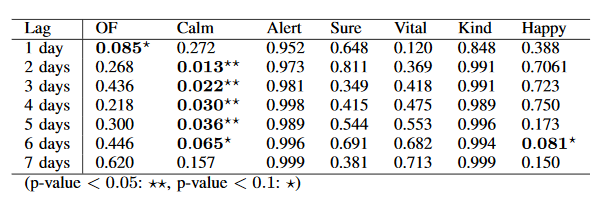 Lag OF Calm Alert Sure Vital Kind Happy
1 day 0.085⋆ 0.272 0.952 0.648 0.120 0.848 0.388
2 days 0.268 0.013⋆⋆ 0.973 0.811 0.369 0.991 0.7061
3 days 0.436 0.022⋆⋆ 0.981 0.349 0.418 0.991 0.723
4 days 0.218 0.030⋆⋆ 0.998 0.415 0.475 0.989 0.750
5 days 0.300 0.036⋆⋆ 0.989 0.544 0.553 0.996 0.173
6 days 0.446 0.065⋆ 0.996 0.691 0.682 0.994 0.081⋆
7 days 0.620 0.157 0.999 0.381 0.713 0.999 0.150
(p-value < 0.05: ⋆⋆, p-value < 0.1: ⋆)